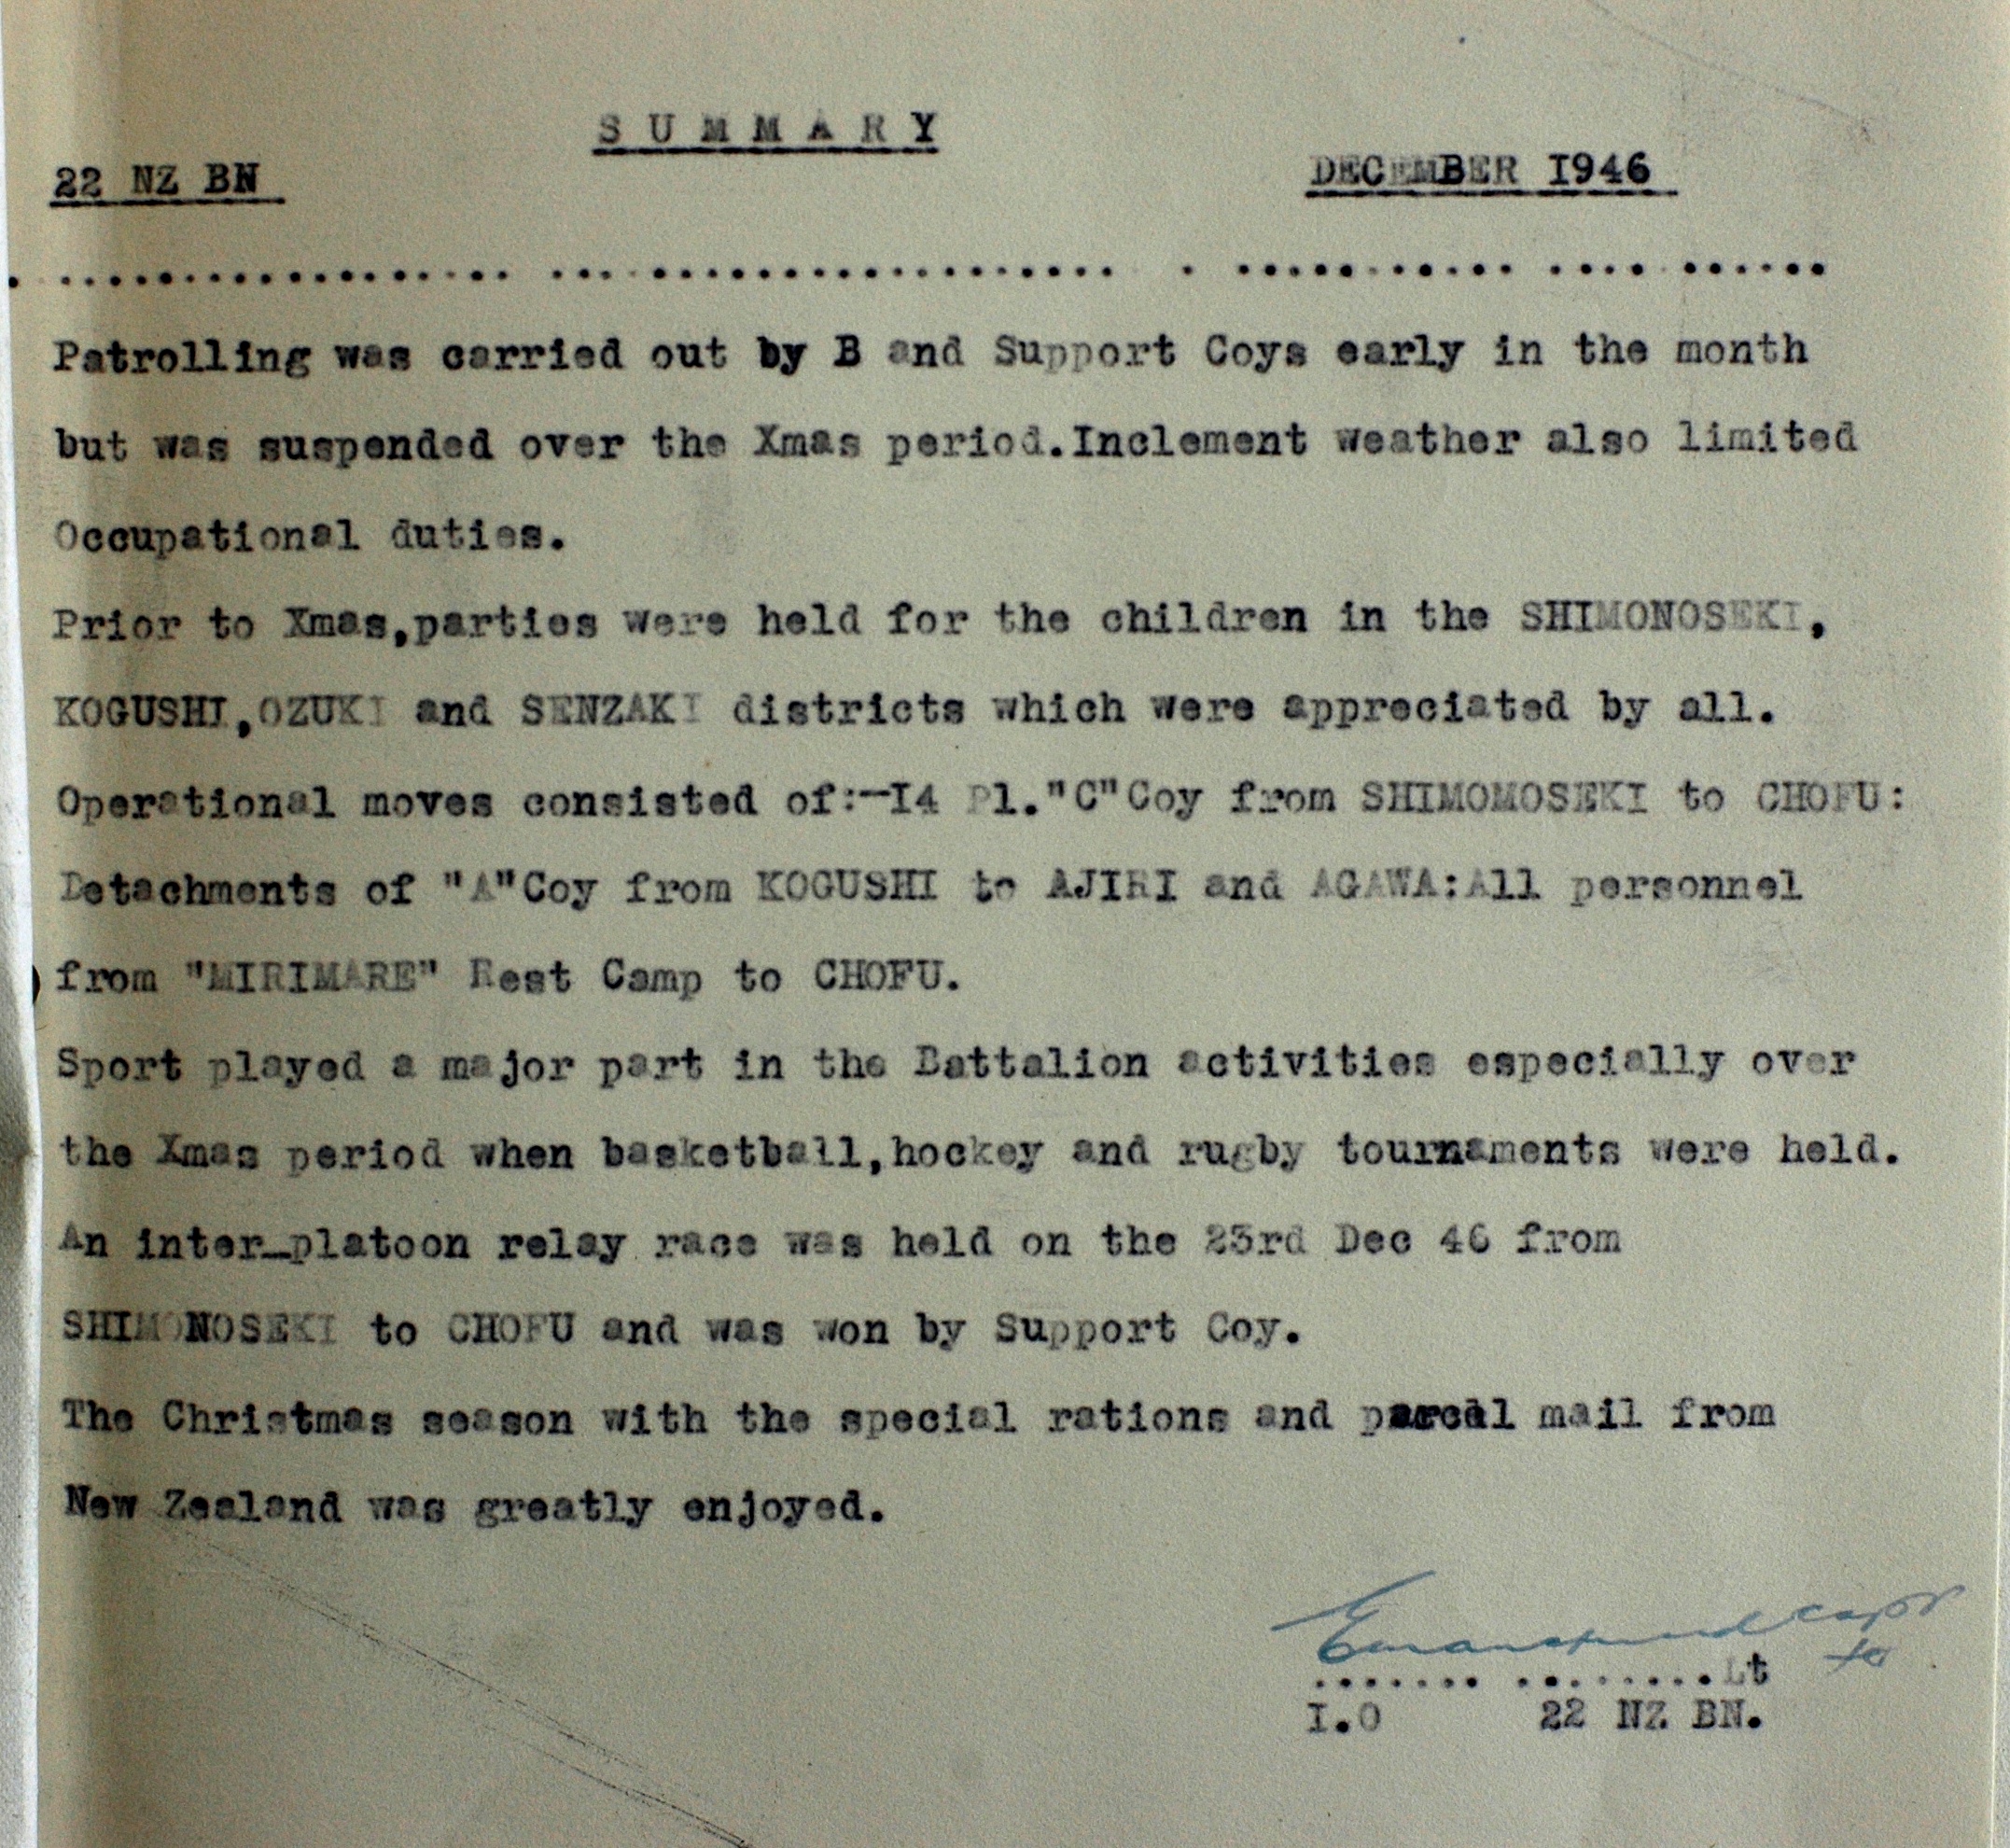 S U M M A R Y
22 NZ BN DECEMBER I946
Patrolling was carried out by B and Support Coys early in the month
but was suspended over the Xmas period.Inclement weather also limited
Occupational duties.
Prior to Xmas,parties were held for the children in the SHIMONOSEKI,
KOGUSHI,OZUKI and SENZAKI districts which were appreciated by all.
Operational moves consisted of:-I4 Pl."C"Coy from SHIMOMOSEKI to CHOFU:
Detachments of "A"Coy from KOGUSHI to AJIRI and AGAWA:All personnel
from "MIRIMARE" Rest Camp to CHOFU.
Sport played a major part in the Battalion activities especially over
the Xmas period when basketball,hockey and rugby tournaments were held.
An inter_platoon relay race was held on the 23rd Dec 46 from
SHIMONOSEKI to CHOFU and was won by Support Coy.
The Christmas season with the special rations and parcel mail from
New Zealand was greatly enjoyed.
Capt
Lt
I.O 22 NZ BN.